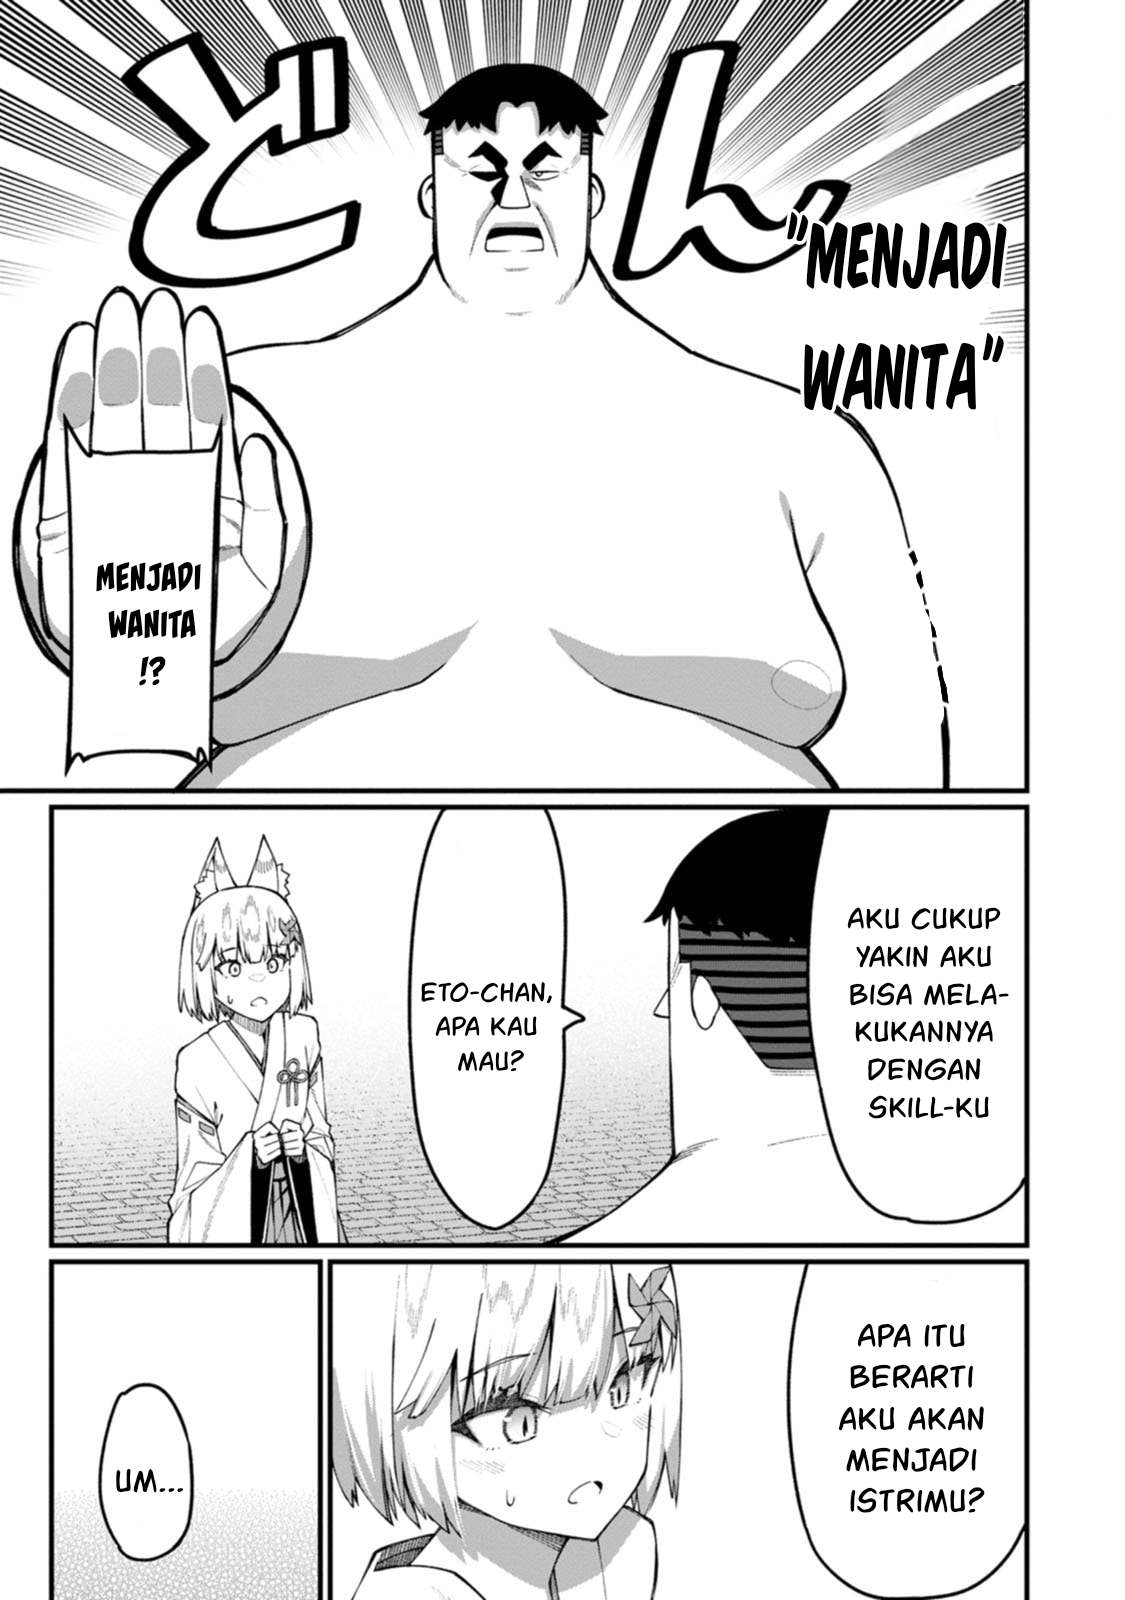 どん
"MENJADI
WANITA"
MENJADI
WANITA
!?
AKU CUKUP
YAKIN AKU
BISA MELA-
KUKANNYA
DENGAN
SKILL-KU
ETO-CHAN,
APA KAU
MAU?
APA ITU
BERARTI
AKU AKAN
MENJADI
ISTRIMU?
UM...